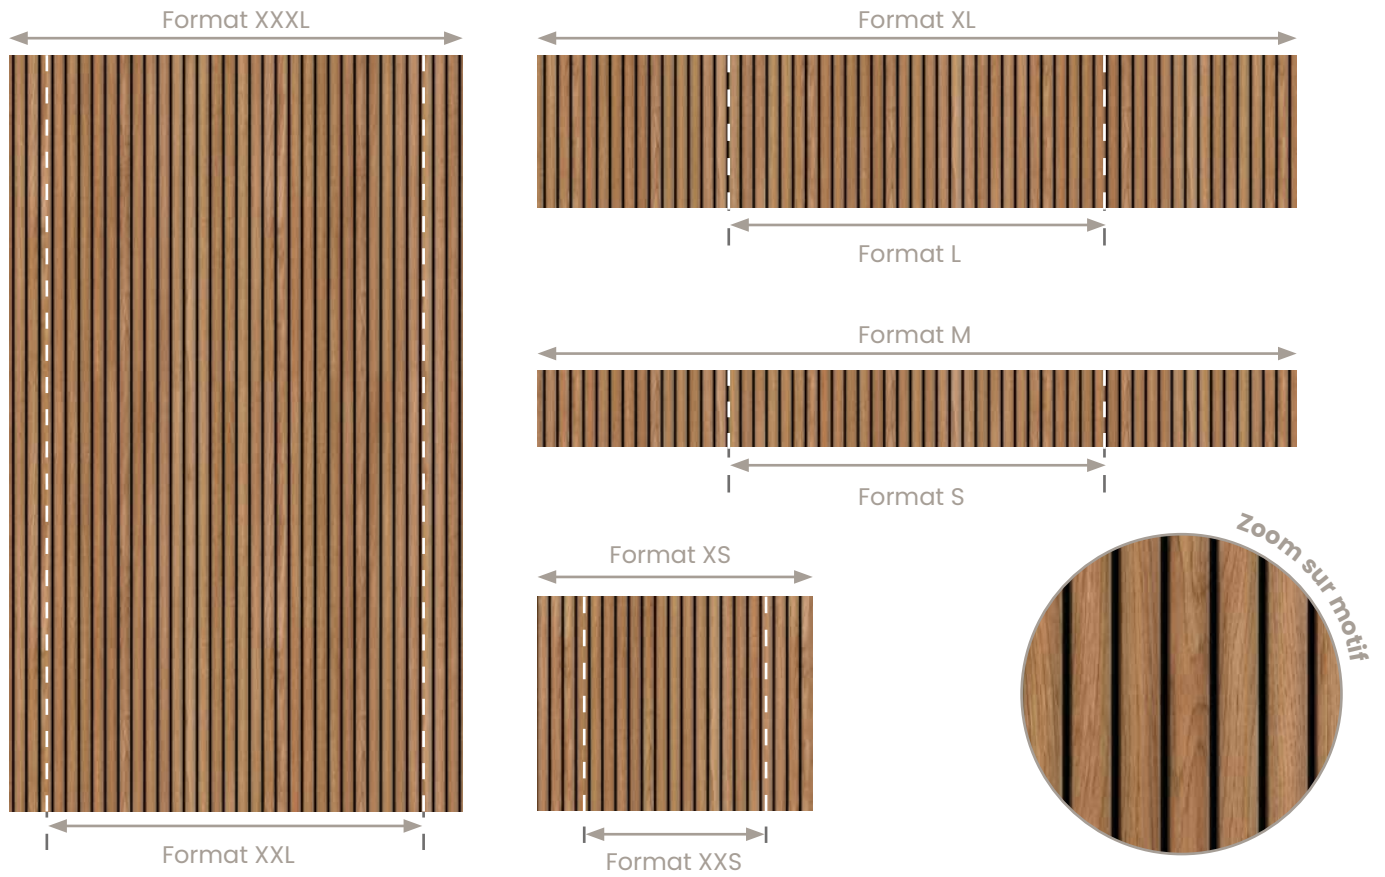 Format XXXL
Format XL
Format L
Format M
Format S
Format XS
Zoom sur motif
Format XXL
Format XXS